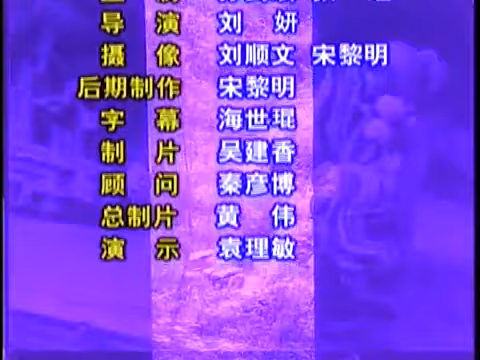 导 演 刘 妍
摄 像 刘顺文 宋黎明
后期制作 宋黎明
字 幕 海世琨
制 片 吴建香
顾 问 秦彦博
总制片 黄 伟
演 示 袁理敏